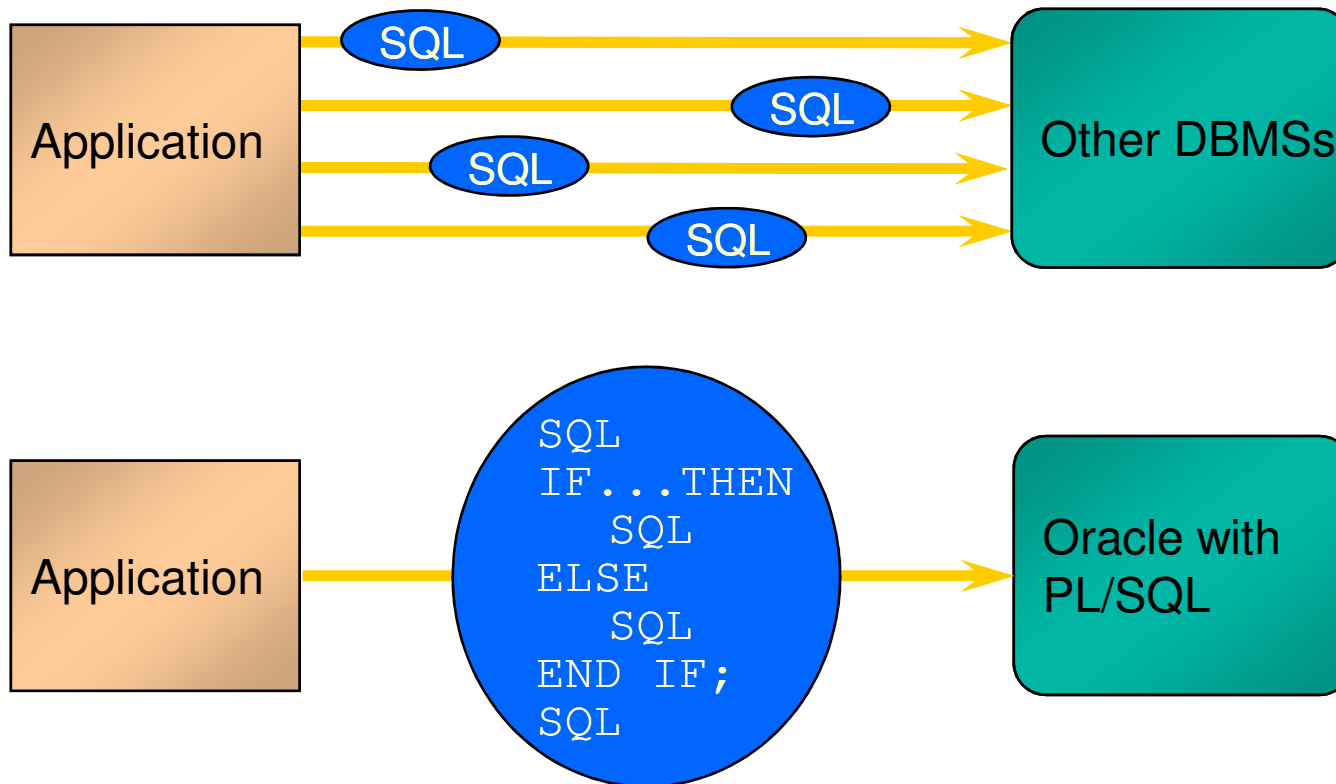 SQL
SQL
Application
Other DBMSs
SQL
SQL
SQL
IF...THEN
SQL
ELSE
SQL
END IF;
SQL
Application
Oracle with
PL/SQL